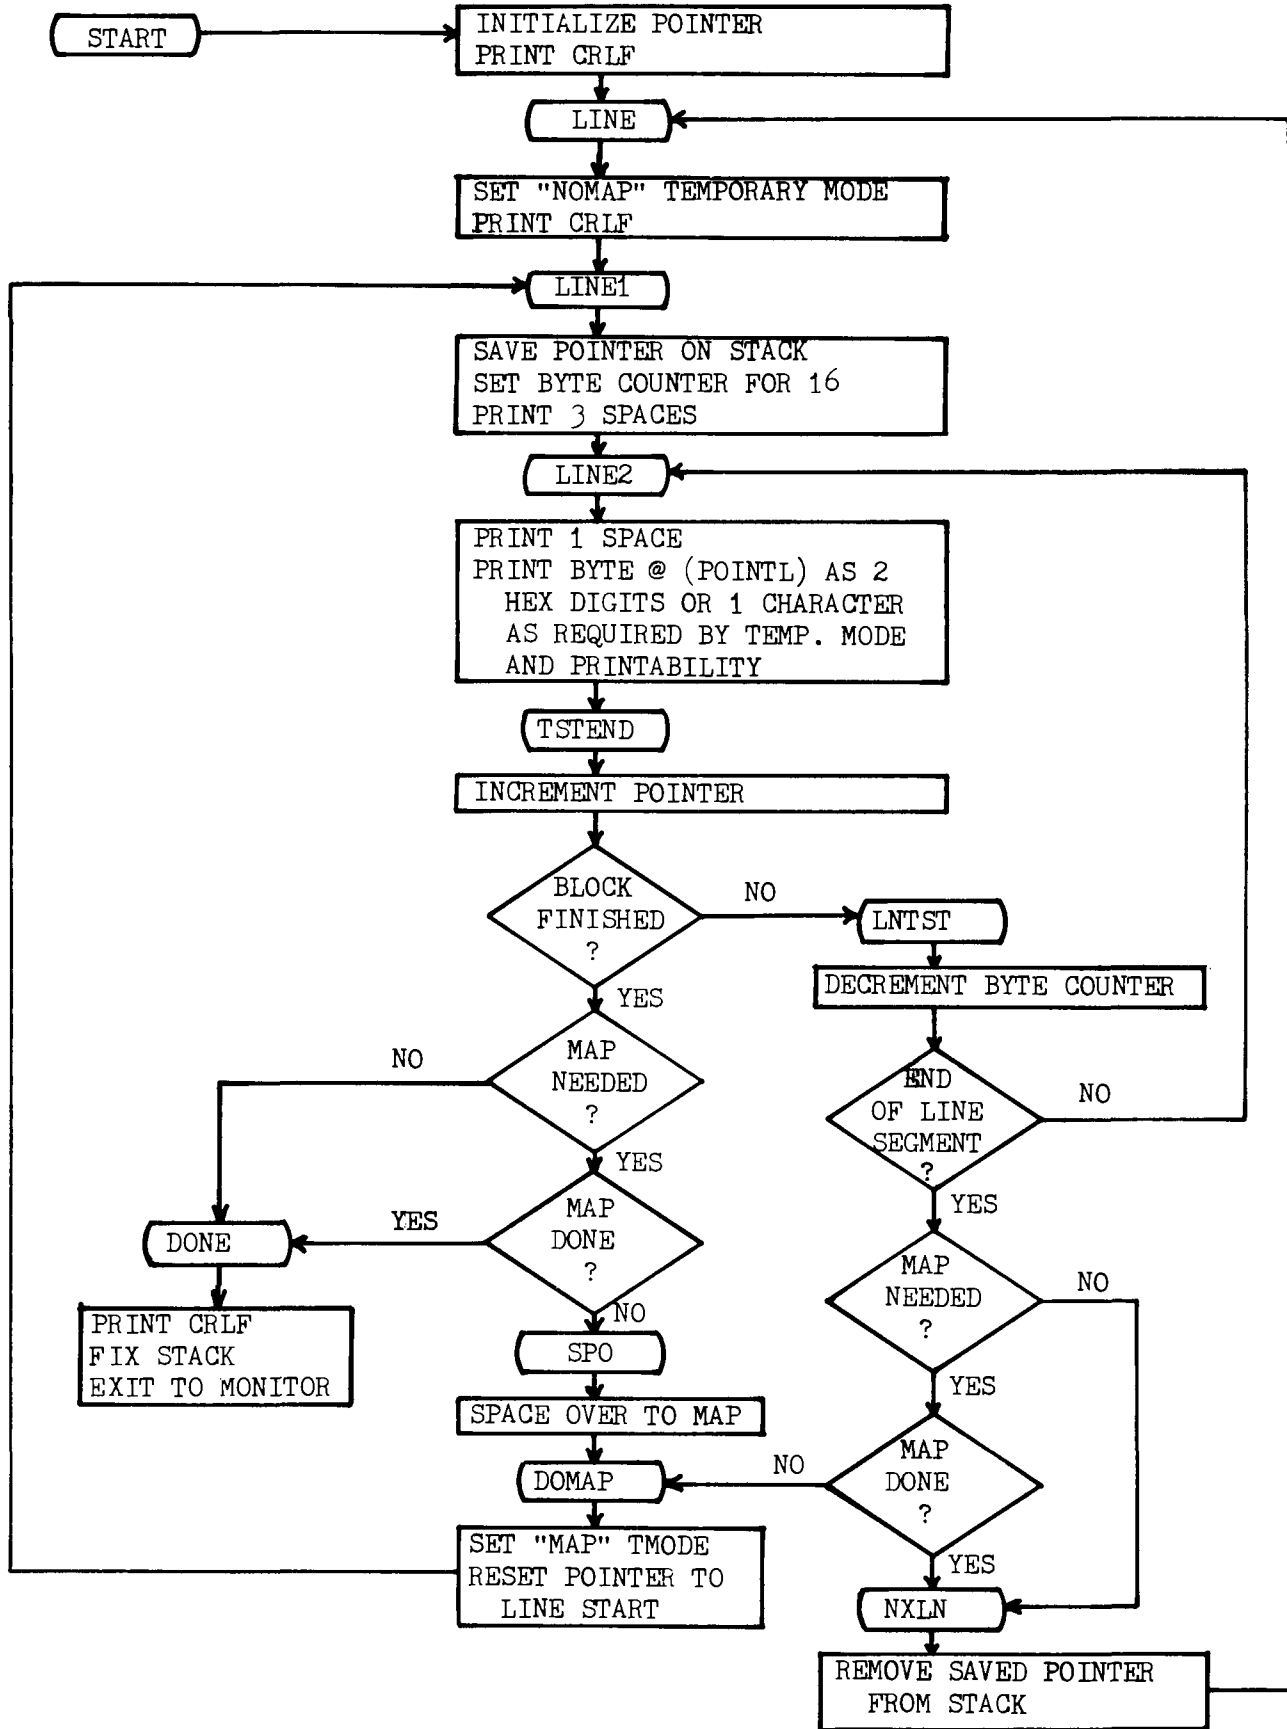 START
INITIALIZE POINTER
PRINT CRLF
LINE
SET "NOMAP" TEMPORARY MODE
PRINT CRLF
LINE1
SAVE POINTER ON STACK
SET BYTE COUNTER FOR 16
PRINT 3 SPACES
LINE2
PRINT 1 SPACE
PRINT BYTE @ (POINTL) AS 2
HEX DIGITS OR 1 CHARACTER
AS REQUIRED BY TEMP. MODE
AND PRINTABILITY
TSTEND
INCREMENT POINTER
BLOCK
FINISHED
?
NO
LNTST
DECREMENT BYTE COUNTER
YES
MAP
NEEDED
?
NO
END
OF LINE
SEGMENT
?
NO
YES
MAP
DONE
?
YES
DONE
PRINT CRLF
FIX STACK
EXIT TO MONITOR
NO
SPO
SPACE OVER TO MAP
DOMAP
SET "MAP" TMODE
RESET POINTER TO
LINE START
YES
MAP
NEEDED
?
NO
YES
MAP
DONE
?
NO
YES
NXLN
REMOVE SAVED POINTER
FROM STACK